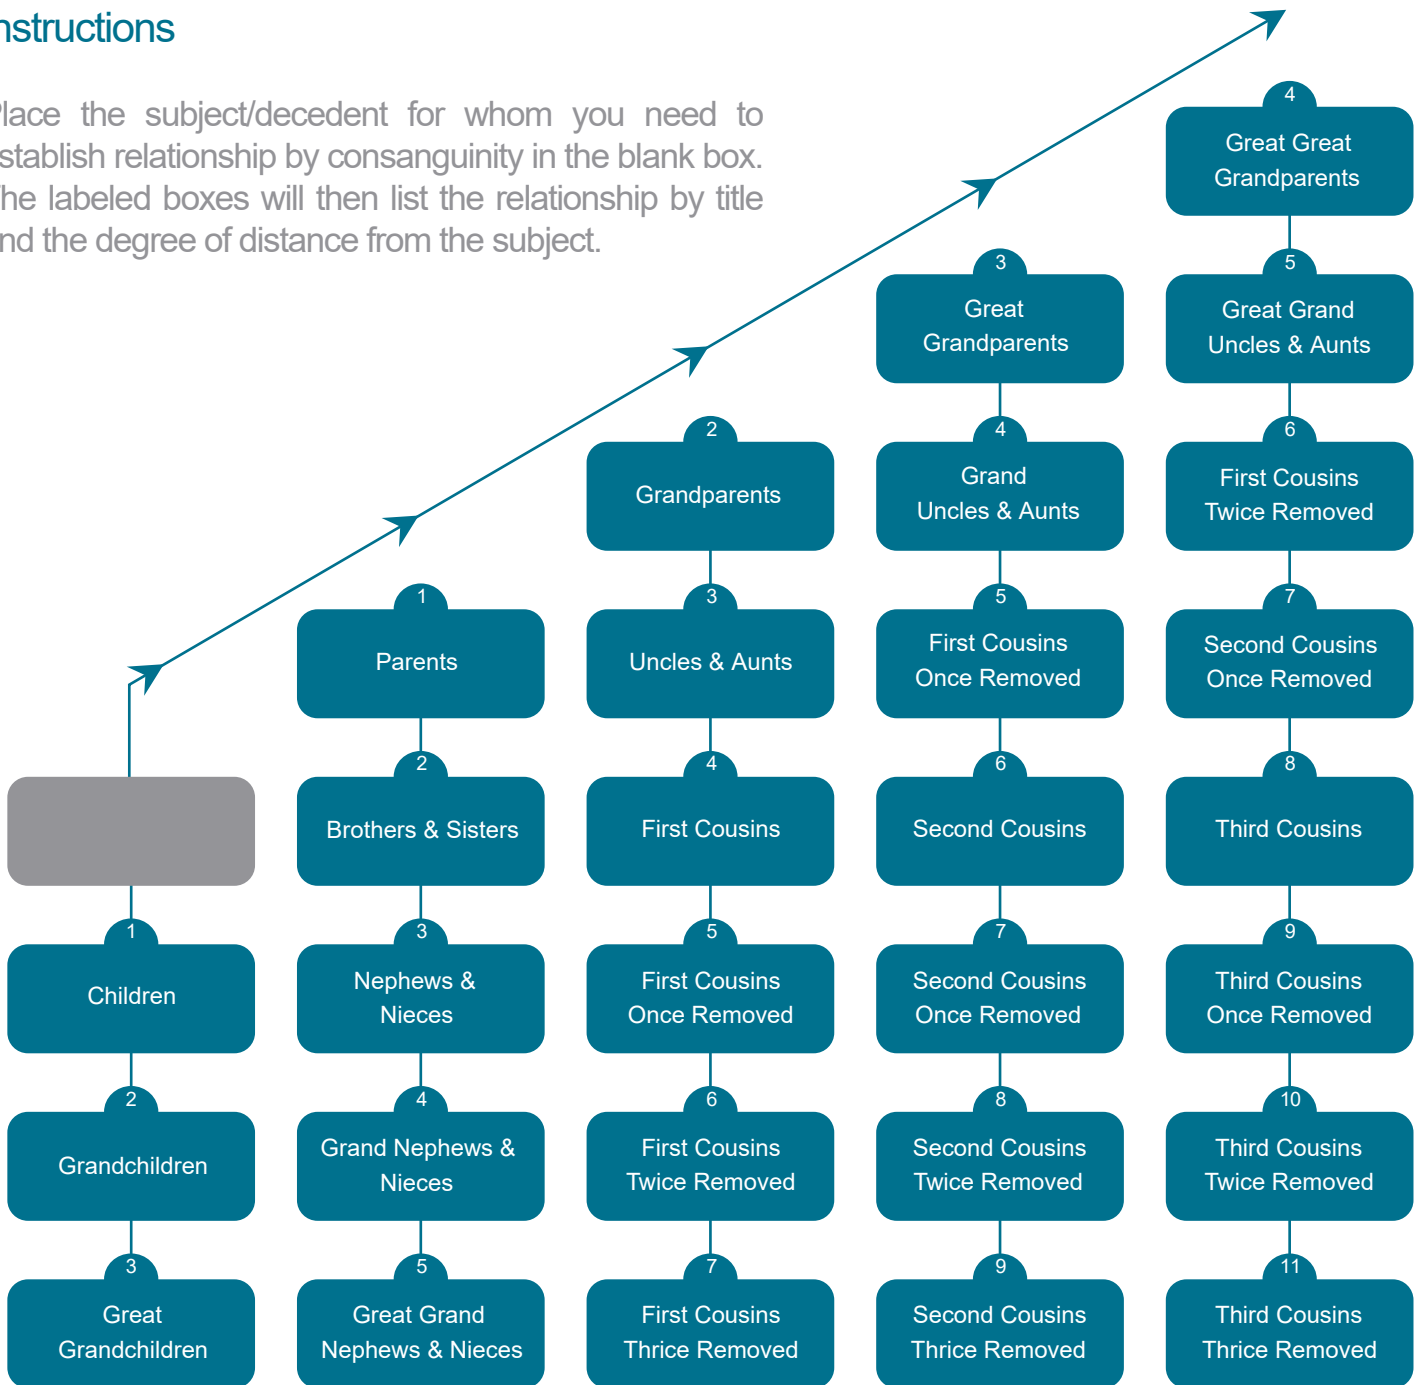 nstructions
lace the subject/decedent for whom you need to
stablish relationship by consanguinity in the blank box.
he labeled boxes will then list the relationship by title
nd the degree of distance from the subject.
4
Great Great
Grandparents
3
Great
Grandparents
5
Great Grand
Uncles & Aunts
2
Grandparents
4
Grand
Uncles & Aunts
6
First Cousins
Twice Removed
1
Parents
3
Uncles & Aunts
5
First Cousins
Once Removed
7
Second Cousins
Once Removed
2
Brothers & Sisters
4
First Cousins
6
Second Cousins
8
Third Cousins
1
Children
3
Nephews &
Nieces
5
First Cousins
Once Removed
7
Second Cousins
Once Removed
9
Third Cousins
Once Removed
2
Grandchildren
4
Grand Nephews &
Nieces
6
First Cousins
Twice Removed
8
Second Cousins
Twice Removed
10
Third Cousins
Twice Removed
3
Great
Grandchildren
5
Great Grand
Nephews & Nieces
7
First Cousins
Thrice Removed
9
Second Cousins
Thrice Removed
11
Third Cousins
Thrice Removed